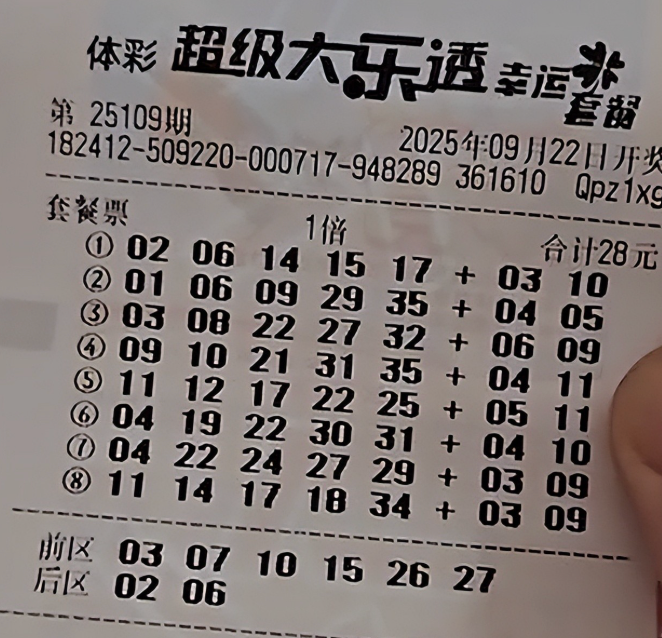 体彩 超级大乐透 幸运套餐
第 25109期 2025年09月22日开奖
182412-509220-000717-948289 361610 Qpz1xg
套餐票 1倍 合计28元
① 02 06 14 15 17 + 03 10
② 01 06 09 29 35 + 04 05
③ 03 08 22 27 32 + 06 09
④ 09 10 21 31 35 + 04 11
⑤ 11 12 17 22 25 + 05 11
⑥ 04 19 22 30 31 + 04 10
⑦ 04 22 24 27 29 + 03 09
⑧ 11 14 17 18 34 + 03 09
前区 03 07 10 15 26 27
后区 02 06